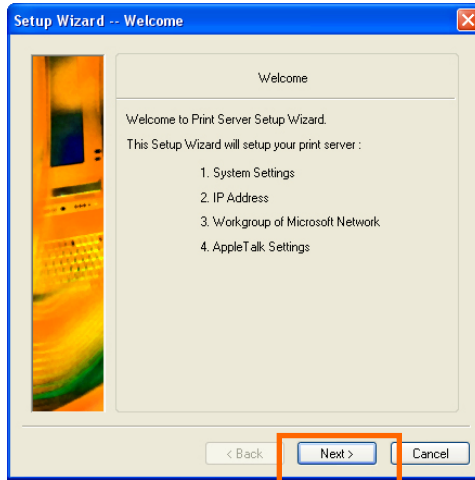 Setup Wizard -- Welcome
Welcome
Welcome to Print Server Setup Wizard.
This Setup Wizard will setup your print server :
1. System Settings
2. IP Address
3. Workgroup of Microsoft Network
4. AppleTalk Settings
< Back Next > Cancel